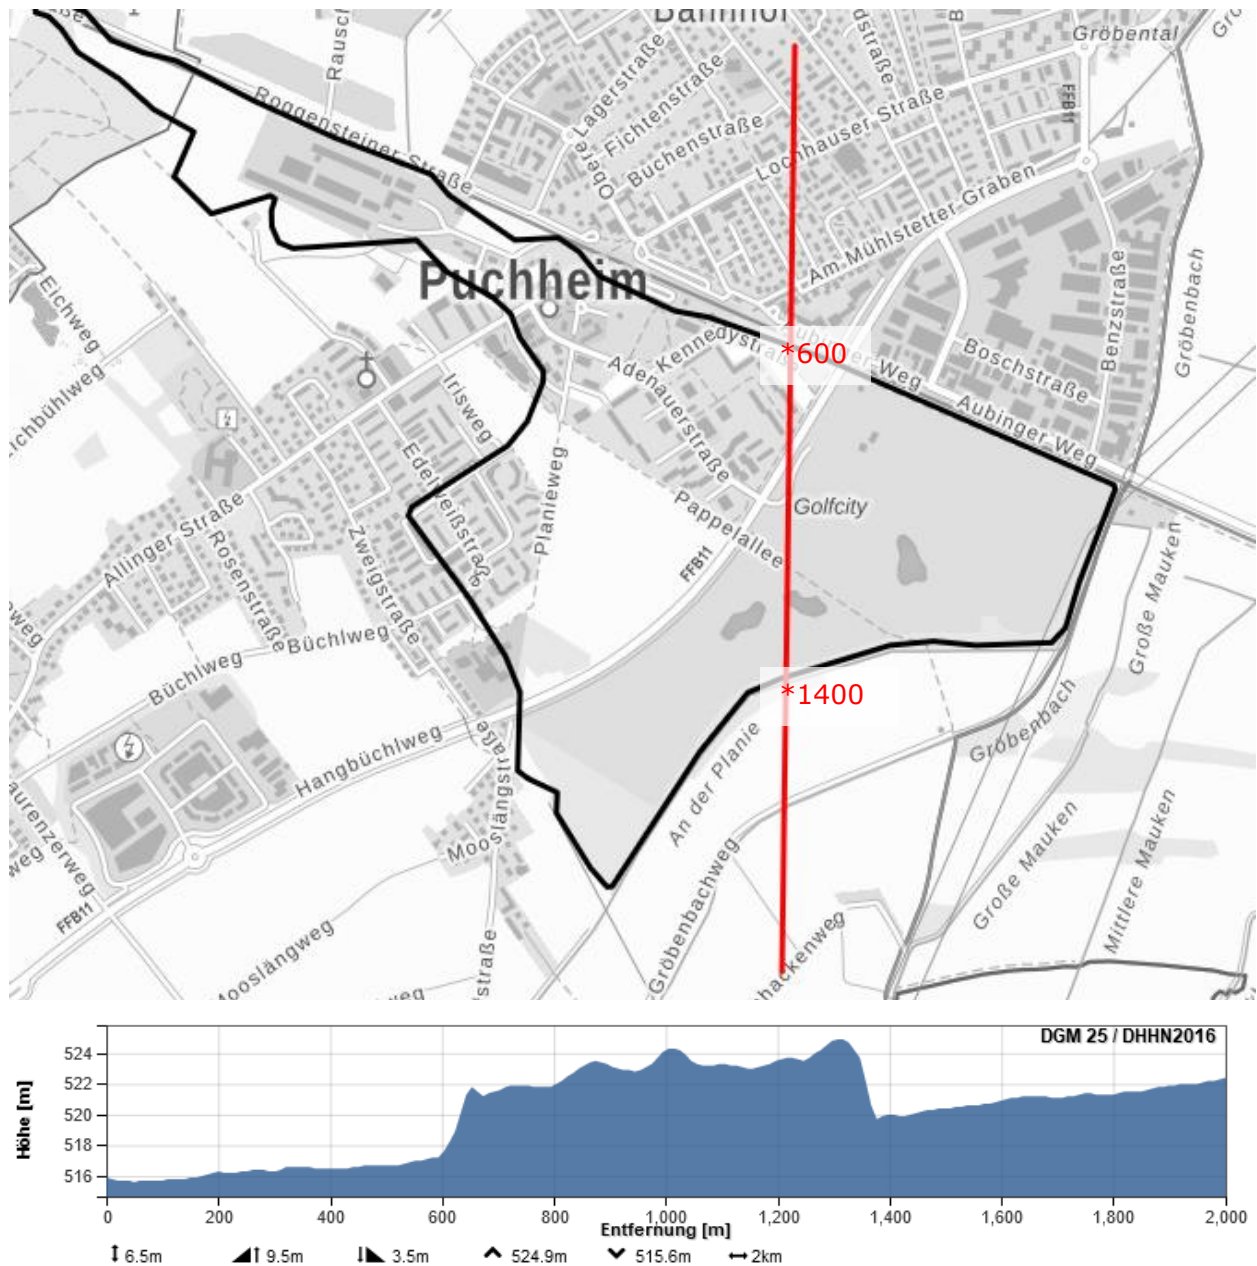 Bahnhof
Gröbental
Rausch
Obere Lagerstraße
Fichtenstraße
Buchenstraße
Lochhauser Straße
FFB11
Roggensteiner Straße
Am Mühlstetter Graben
Eichweg
Puchheim
Benzstraße
Gröbenbach
Kennedystraße
*600
Aubinger Weg
Boschstraße
Adenauerstraße
Irisweg
Aubinger Weg
Edelweißstraße
Planieweg
Allinger Straße
Golfcity
Pappelallee
FFB11
Rosenstraße
Zweigstraße
Große Mauken
Büchlweg
Büchlweg
*1400
Hangbüchlweg
Mooslängstraße
Gröbenbach
An der Planie
Mooslängweg
Gröbenbachweg
Große Mauken
Mittlere Mauken
FFB11
straße
DGM 25 / DHHN2016
Höhe [m]
524
522
520
518
516
0 200 400 600 800 1,000 1,200 1,400 1,600 1,800 2,000
Entfernung [m]
6.5m 9.5m 3.5m 524.9m 515.6m 2km